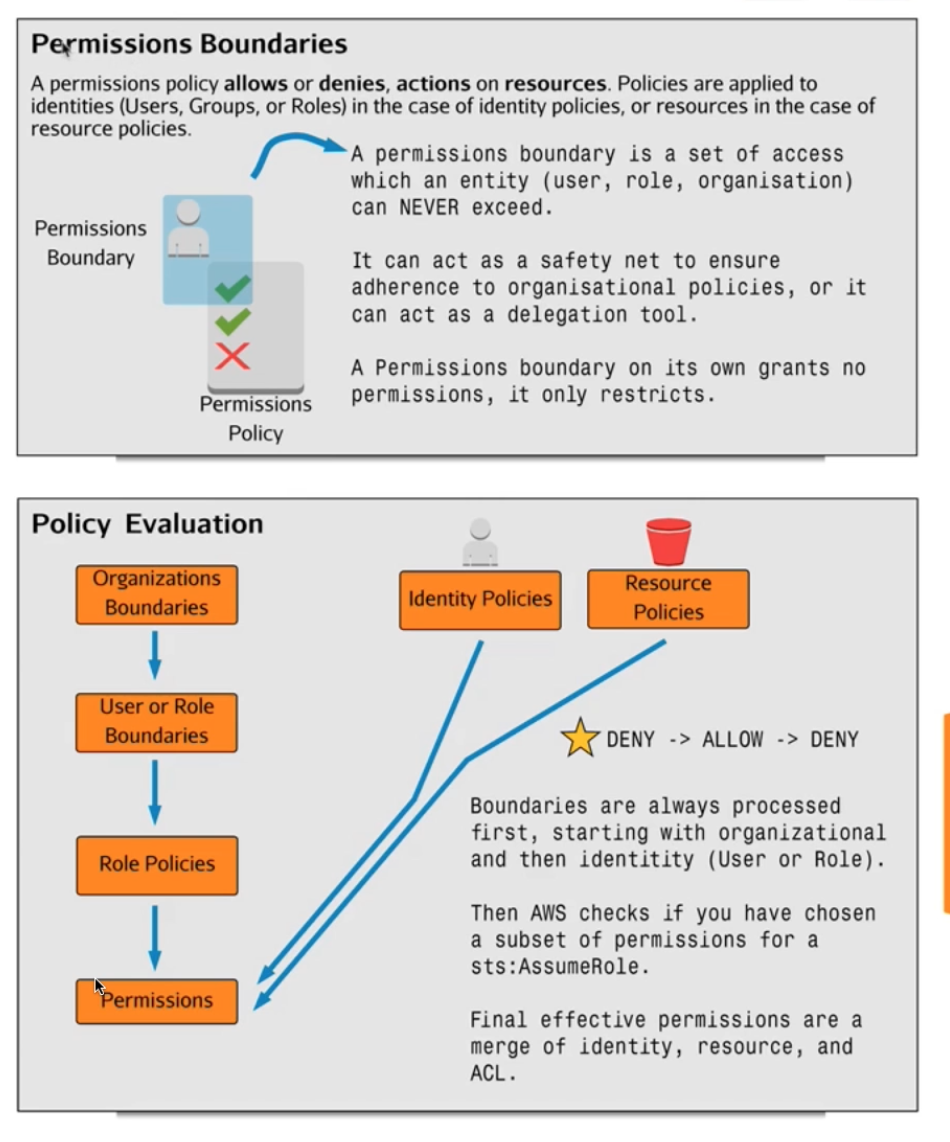 Permissions Boundaries
A permissions policy allows or denies, actions on resources. Policies are applied to
identities (Users, Groups, or Roles) in the case of identity policies, or resources in the case of
resource policies.
A permissions boundary is a set of access
which an entity (user, role, organisation)
can NEVER exceed.
Permissions
Boundary
It can act as a safety net to ensure
adherence to organisational policies, or it
can act as a delegation tool.
A Permissions boundary on its own grants no
permissions, it only restricts.
Permissions
Policy
Policy Evaluation
Organizations
Boundaries
Identity Policies
Resource
Policies
User or Role
Boundaries
DENY -> ALLOW -> DENY
Boundaries are always processed
first, starting with organizational
and then identitity (User or Role).
Role Policies
Then AWS checks if you have chosen
a subset of permissions for a
sts:AssumeRole.
Permissions
Final effective permissions are a
merge of identity, resource, and
ACL.